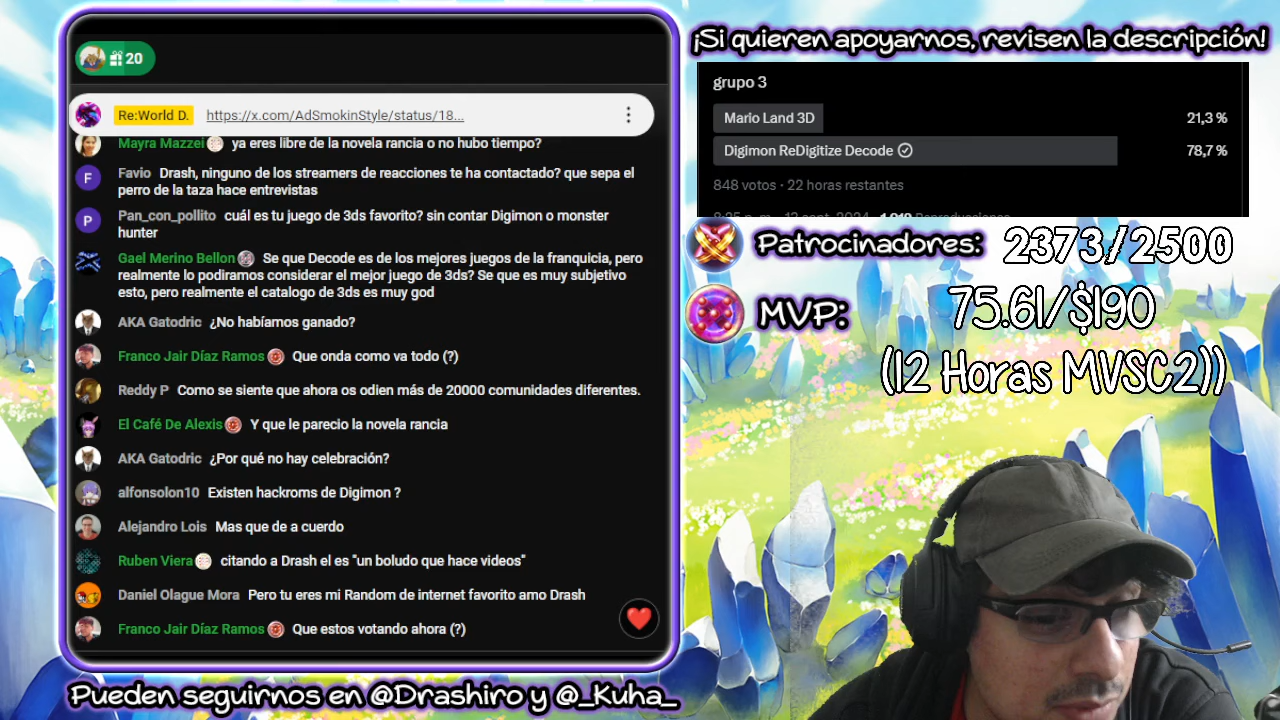 ¡Si quieren apoyarnos, revisen la descripción!
20
Re:World D. https://x.com/AdSmokinStyle/status/18...
Mayra Mazzei ya eres libre de la novela rancia o no hubo tiempo?
F Favio Drash, ninguno de los streamers de reacciones te ha contactado? que sepa el
perro de la taza hace entrevistas
P Pan_con_pollito cuál es tu juego de 3ds favorito? sin contar Digimon o monster
hunter
Gael Merino Bellon Se que Decode es de los mejores juegos de la franquicia, pero
realmente lo podiramos considerar el mejor juego de 3ds? Se que es muy subjetivo
esto, pero realmente el catalogo de 3ds es muy god
AKA Gatodric ¿No habíamos ganado?
Franco Jair Díaz Ramos Que onda como va todo (?)
Reddy P Como se siente que ahora os odien más de 20000 comunidades diferentes.
El Café De Alexis Y que le parecio la novela rancia
AKA Gatodric ¿Por qué no hay celebración?
alfonsolon10 Existen hackroms de Digimon ?
Alejandro Lois Mas que de a cuerdo
Ruben Viera citando a Drash el es "un boludo que hace videos"
Daniel Olague Mora Pero tu eres mi Random de internet favorito amo Drash
Franco Jair Díaz Ramos Que estos votando ahora (?)
Pueden seguirnos en @Drashiro y @_Kuha_
grupo 3
Mario Land 3D 21,3 %
Digimon ReDigitize Decode 78,7 %
848 votos · 22 horas restantes
Patrocinadores: 2373/2500
MVP: 75.61/$190
(12 Horas MVSC2))